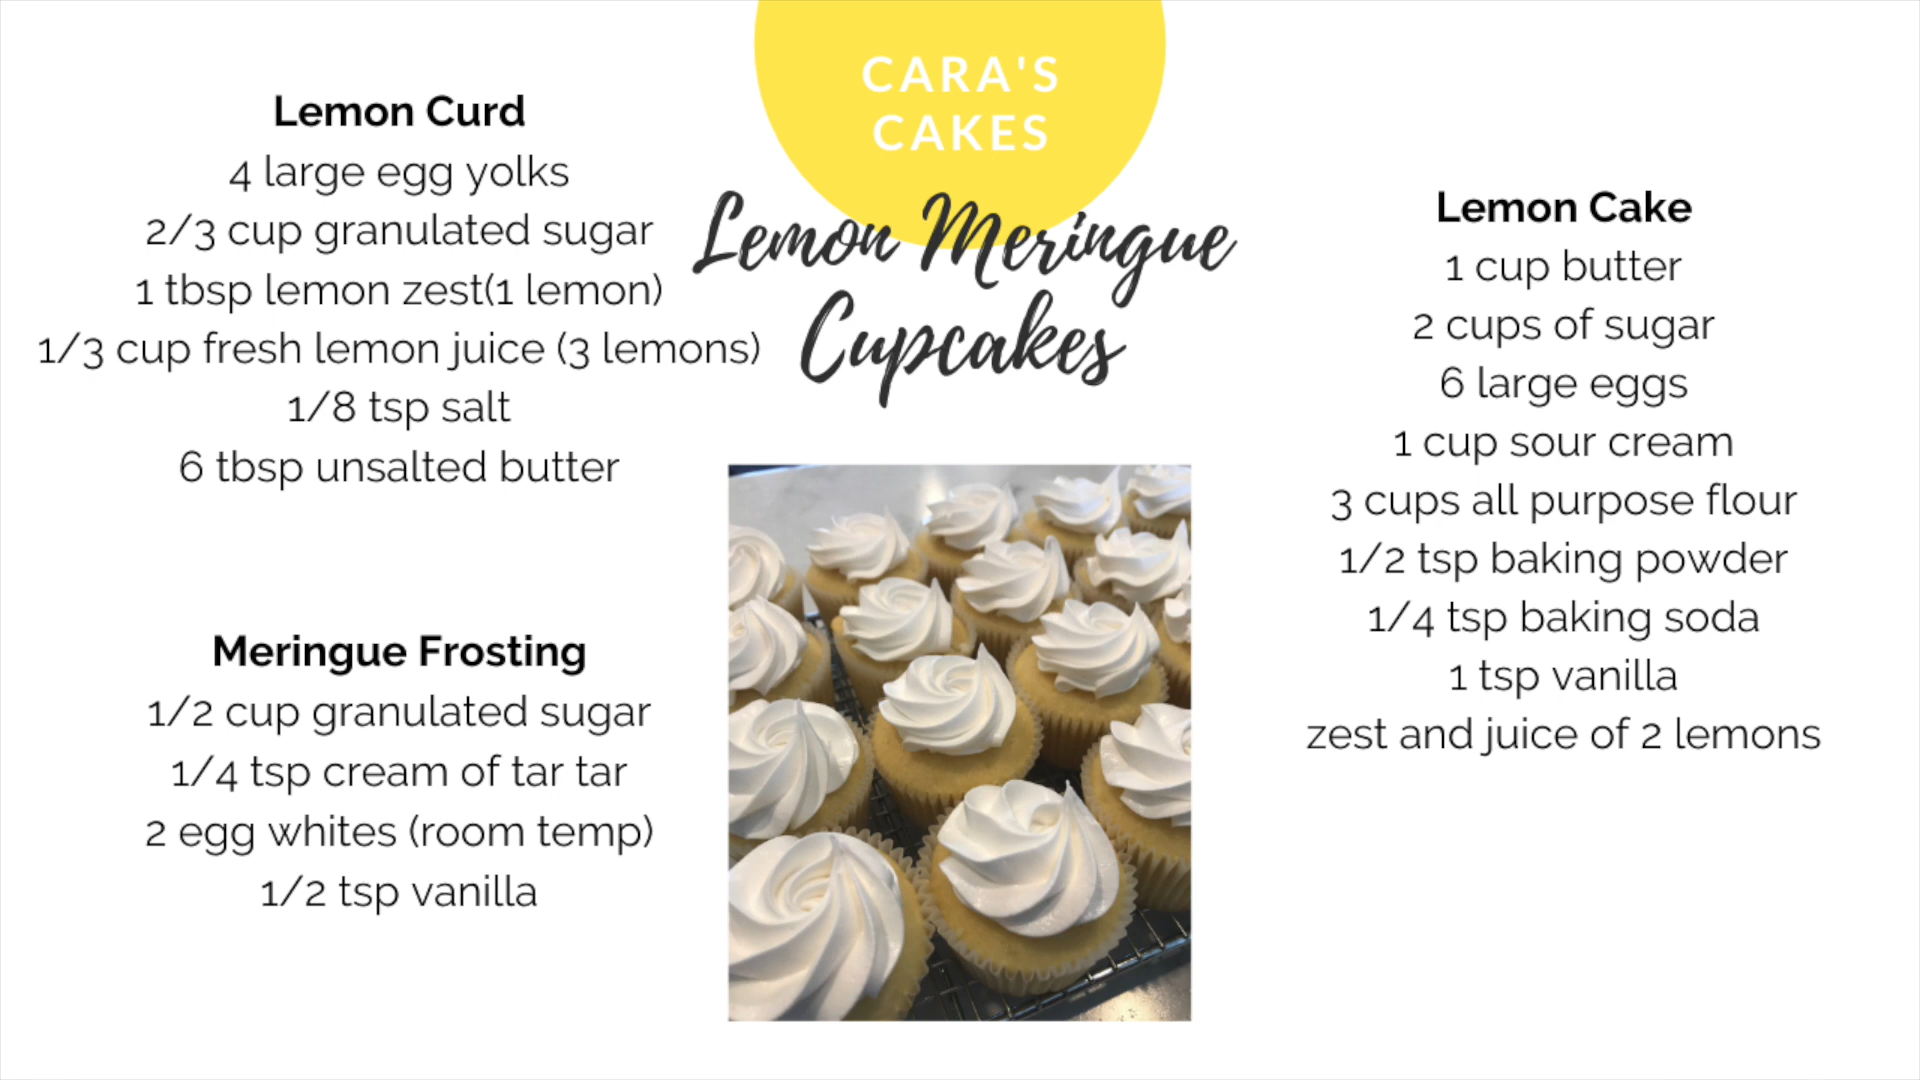 CARA'S
CAKES
Lemon Meringue
Cupcakes
Lemon Curd
4 large egg yolks
2/3 cup granulated sugar
1 tbsp lemon zest(1 lemon)
1/3 cup fresh lemon juice (3 lemons)
1/8 tsp salt
6 tbsp unsalted butter
Meringue Frosting
1/2 cup granulated sugar
1/4 tsp cream of tar tar
2 egg whites (room temp)
1/2 tsp vanilla
Lemon Cake
1 cup butter
2 cups of sugar
6 large eggs
1 cup sour cream
3 cups all purpose flour
1/2 tsp baking powder
1/4 tsp baking soda
1 tsp vanilla
zest and juice of 2 lemons